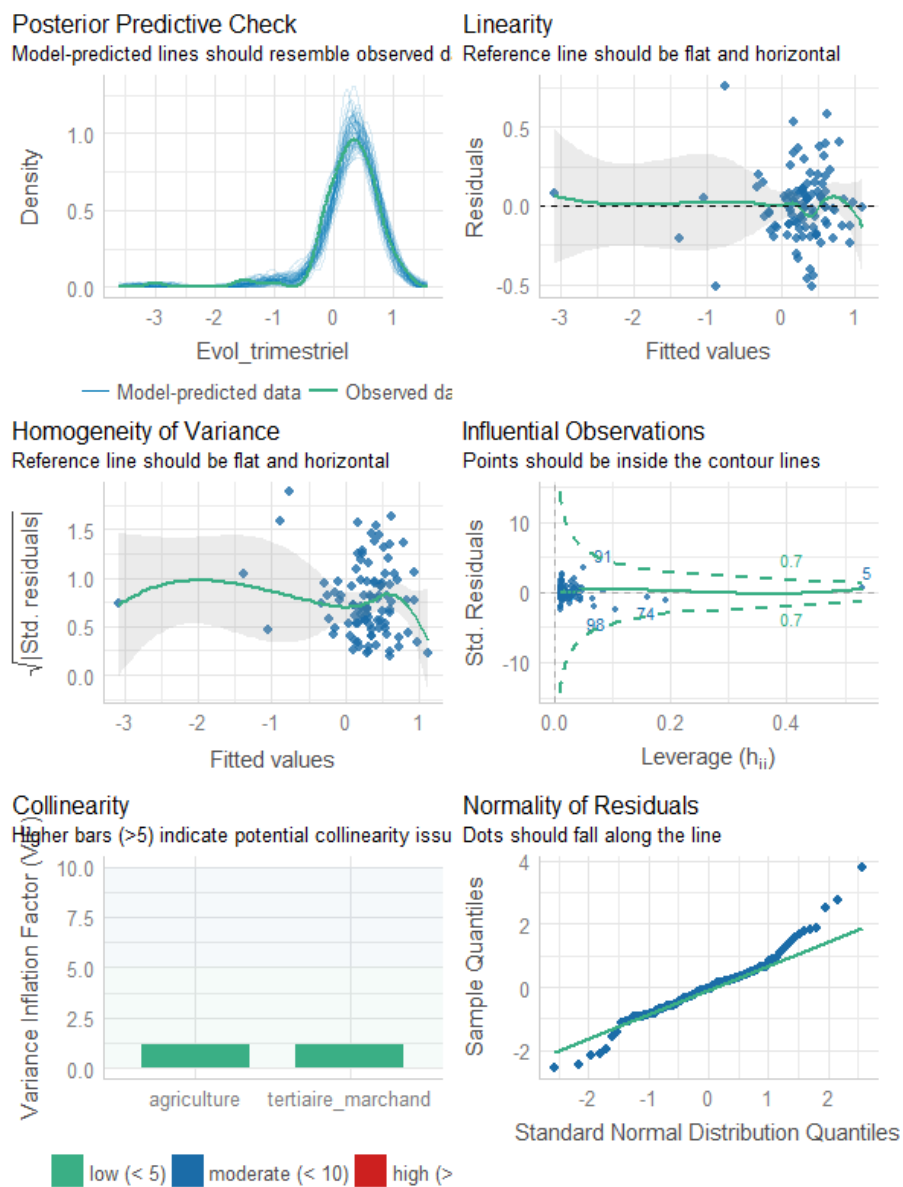 Posterior Predictive Check
Model-predicted lines should resemble observed d
Density
1.0
0.5
0.0
-3 -2 -1 0 1
Evol_trimestriel
Model-predicted data Observed da
Linearity
Reference line should be flat and horizontal
Residuals
0.5
0.0
-0.5
-3 -2 -1 0 1
Fitted values
Homogeneity of Variance
Reference line should be flat and horizontal
√|Std. residuals|
1.5
1.0
0.5
0.0
-3 -2 -1 0 1
Fitted values
Influential Observations
Points should be inside the contour lines
Std. Residuals
10
0
-10
91
0.7
5
98
74
0.7
0.0 0.2 0.4
Leverage (hii)
Collinearity
Higher bars (>5) indicate potential collinearity issu
Variance Inflation Factor (VIF)
10.0
7.5
5.0
2.5
0.0
agriculture tertiaire_marchand
low (< 5) moderate (< 10) high (>
Normality of Residuals
Dots should fall along the line
Sample Quantiles
4
2
0
-2
-2 -1 0 1 2
Standard Normal Distribution Quantiles